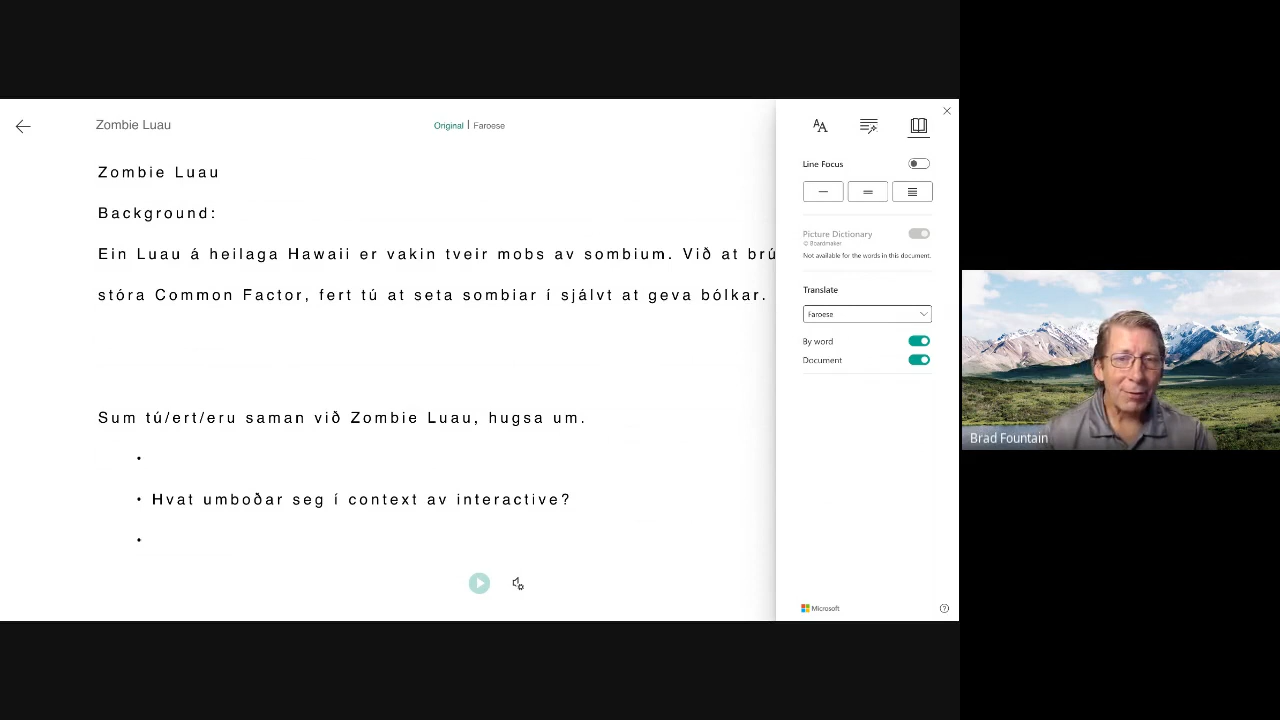 Zombie Luau
Original | Faroese
Zombie Luau
Background:
Ein Luau á heilaga Hawaii er vakin tveir mobs av sombium. Við at brú
stóra Common Factor, fert tú at seta sombiar í sjálvt at geva bólkar.
Sum tú/ert/eru saman við Zombie Luau, hugsa um.
•
• Hvat umboðar seg í context av interactive?
•
Line Focus
Picture Dictionary
© Boardmaker
Not available for the words in this document.
Translate
Faroese
By word
Document
Microsoft
Brad Fountain